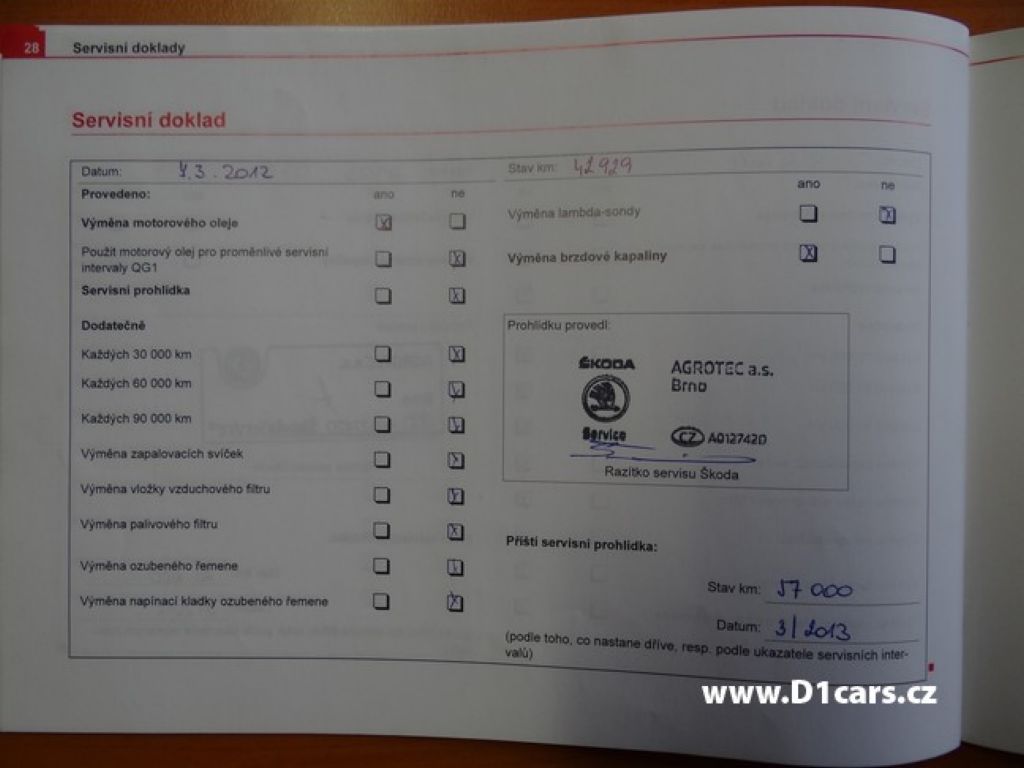 28 Servisní doklady
Servisní doklad
Datum: 7.3.2012
Provedeno: ano ne
Výměna motorového oleje
Použit motorový olej pro proměnlivé servisní
intervaly QG1
Servisní prohlídka
Dodatečně
Každých 30 000 km
Každých 60 000 km
Každých 90 000 km
Výměna zapalovacích svíček
Výměna vložky vzduchového filtru
Výměna palivového filtru
Výměna ozubeného řemene
Výměna napínací kladky ozubeného řemene
Stav km: 42929
ano ne
Výměna lambda-sondy
Výměna brzdové kapaliny
Prohlídku provedl:
ŠKODA
Service
AGROTEC a.s.
Brno
CZ A012742D
Razítko servisu Škoda
Příští servisní prohlídka:
Stav km: 57 000
Datum: 3/2013
(podle toho, co nastane dříve, resp. podle ukazatele servisních inter-
valů)
www.D1cars.cz